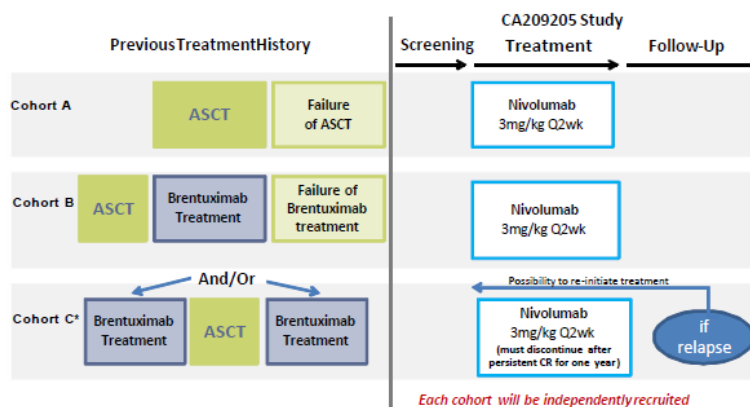 CA209205 Study
PreviousTreatmentHistory
Screening
Treatment
Follow-Up
Cohort A
ASCT
Failure
of ASCT
Nivolumab
3mg/kg Q2wk
Cohort B
ASCT
Brentuximab
Treatment
Failure of
Brentuximab
treatment
Nivolumab
3mg/kg Q2wk
And/Or
Possibility to re-initiate treatment
Cohort C*
Brentuximab
Treatment
ASCT
Brentuximab
Treatment
Nivolumab
3mg/kg Q2wk
(must discontinue after
persistent CR for one year)
if
relapse
Each cohort will be independently recruited